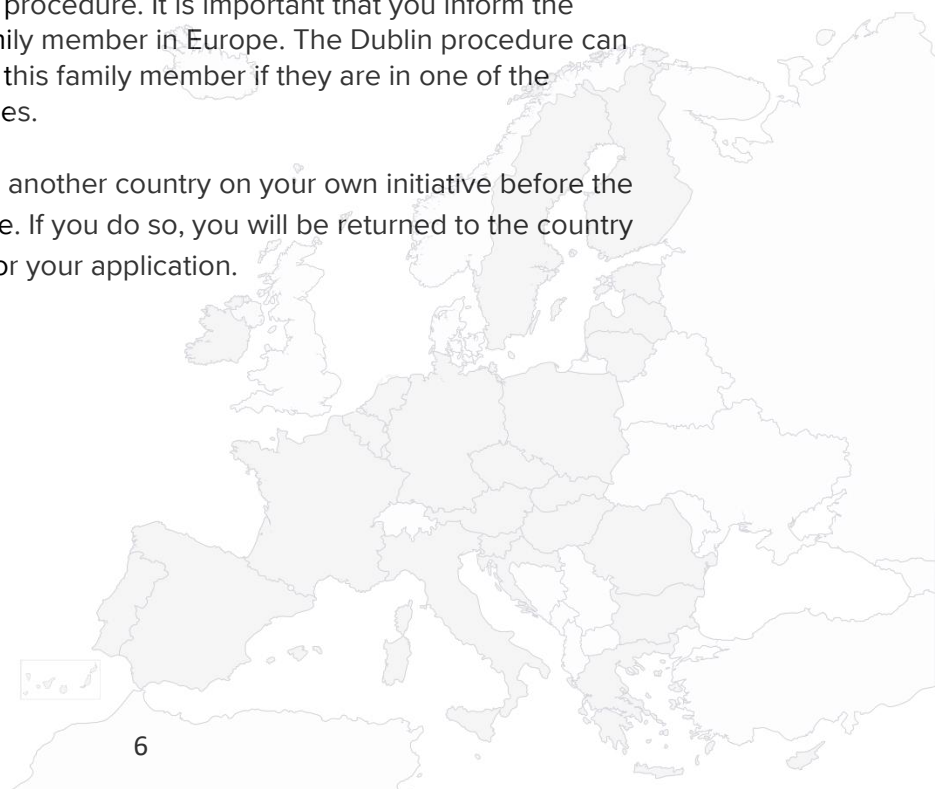 procedure. It is important that you inform the
ily member in Europe. The Dublin procedure can
this family member if they are in one of the
es.
another country on your own initiative before the
e. If you do so, you will be returned to the country
or your application.
6